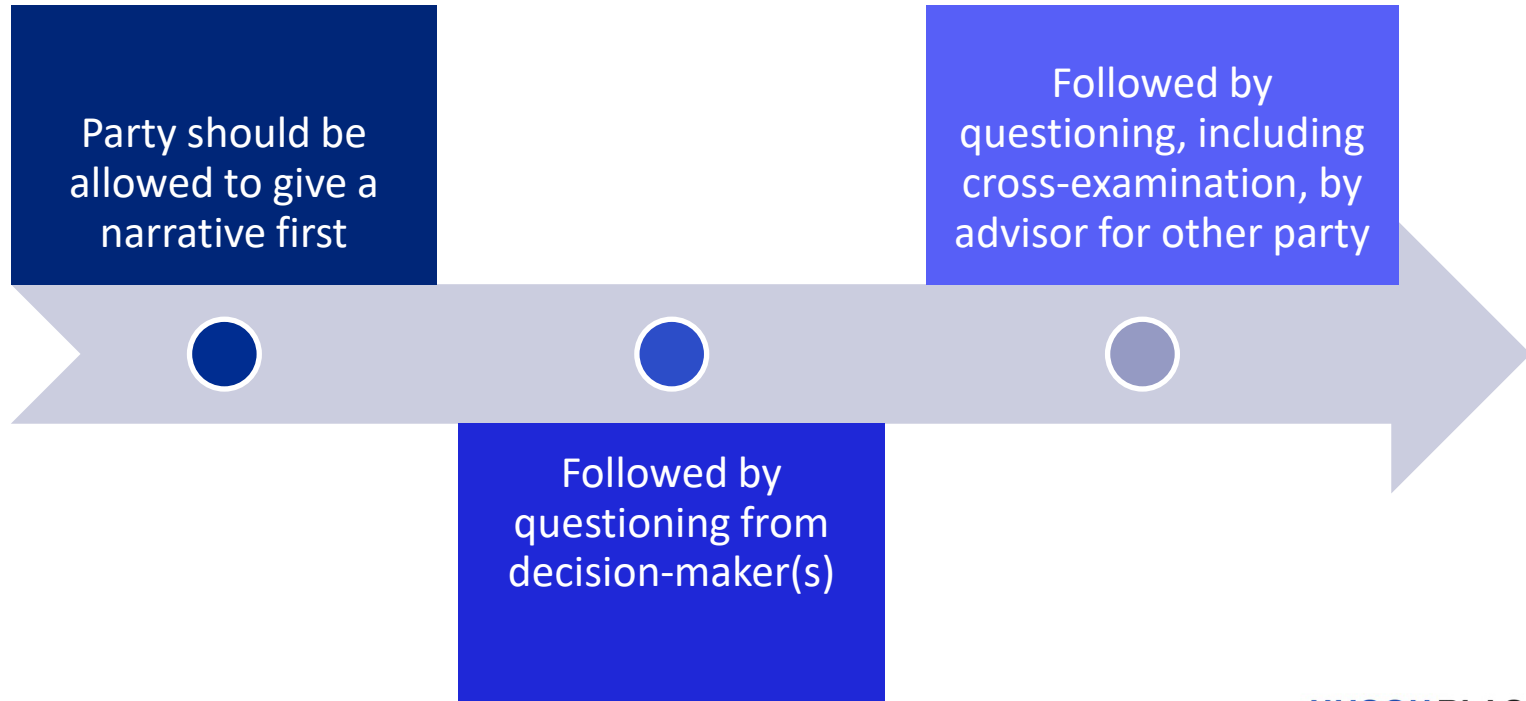 Party should be
allowed to give a
narrative first
Followed by
questioning from
decision-maker(s)
Followed by
questioning, including
cross-examination, by
advisor for other party